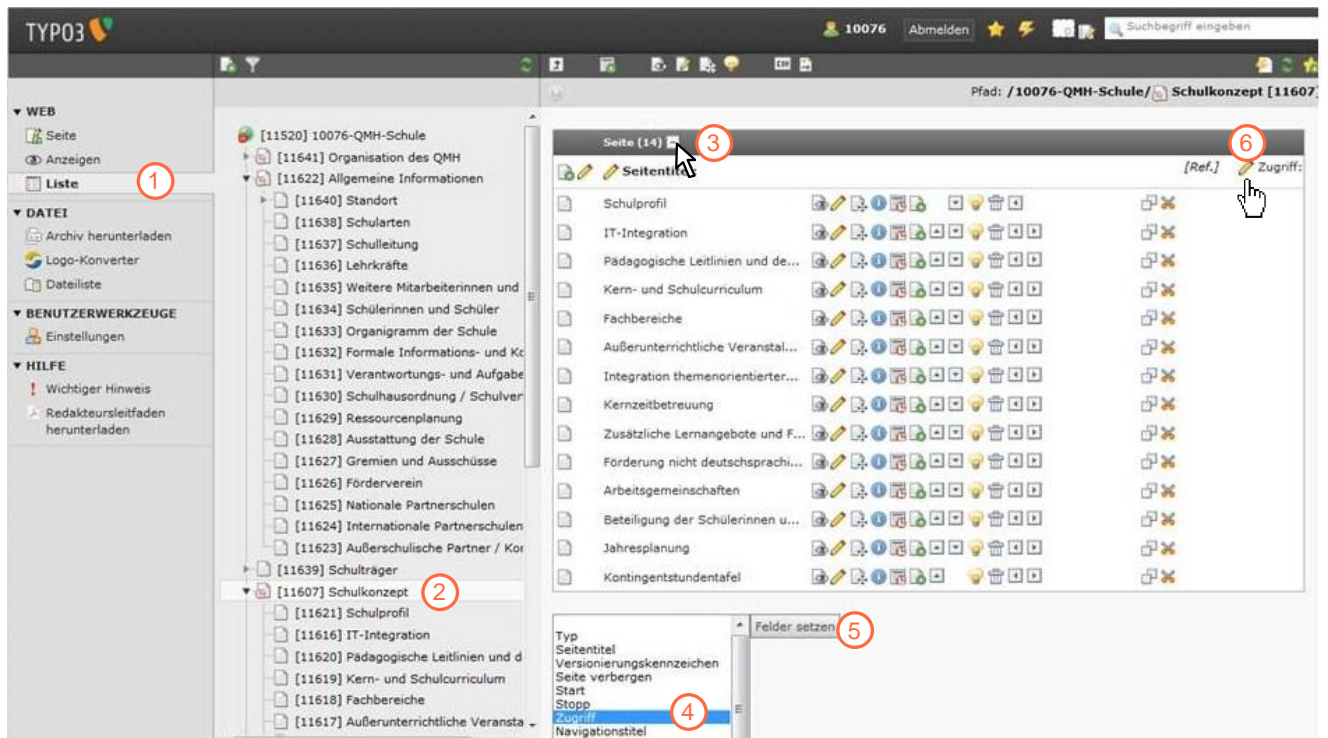 TYPO3
10076 Abmelden Suchbegriff eingeben
Pfad: /10076-QMH-Schule/ Schulkonzept [11607]
WEB
Seite
Anzeigen
Liste 1
DATEI
Archiv herunterladen
Logo-Konverter
Dateiliste
BENUTZERWERKZEUGE
Einstellungen
HILFE
Wichtiger Hinweis
Redakteursleitfaden
herunterladen
[11520] 10076-QMH-Schule
[11641] Organisation des QMH
[11622] Allgemeine Informationen
[11640] Standort
[11638] Schularten
[11637] Schulleitung
[11636] Lehrkräfte
[11635] Weitere Mitarbeiterinnen und
[11634] Schülerinnen und Schüler
[11633] Organigramm der Schule
[11632] Formale Informations- und Ko
[11631] Verantwortungs- und Aufgabe
[11630] Schulhausordnung / Schulver
[11629] Ressourcenplanung
[11628] Ausstattung der Schule
[11627] Gremien und Ausschüsse
[11626] Förderverein
[11625] Nationale Partnerschulen
[11624] Internationale Partnerschulen
[11623] Außerschulische Partner / Kor
[11639] Schulträger
[11607] Schulkonzept 2
[11621] Schulprofil
[11616] IT-Integration
[11620] Pädagogische Leitlinien und d
[11619] Kern- und Schulcurriculum
[11618] Fachbereiche
[11617] Außerunterrichtliche Veransta
Seite (14) 3 6
Seitentitel [Ref.] Zugriff:
Schulprofil
IT-Integration
Pädagogische Leitlinien und de...
Kern- und Schulcurriculum
Fachbereiche
Außerunterrichtliche Veranstal...
Integration themenorientierter...
Kernzeitbetreuung
Zusätzliche Lernangebote und F...
Förderung nicht deutschsprachi...
Arbeitsgemeinschaften
Beteiligung der Schülerinnen u...
Jahresplanung
Kontingentstundentafel
Felder setzen 5
Typ
Seitentitel
Versionierungskennzeichen
Seite verbergen
Start
Stopp
Zugriff 4
Navigationstitel